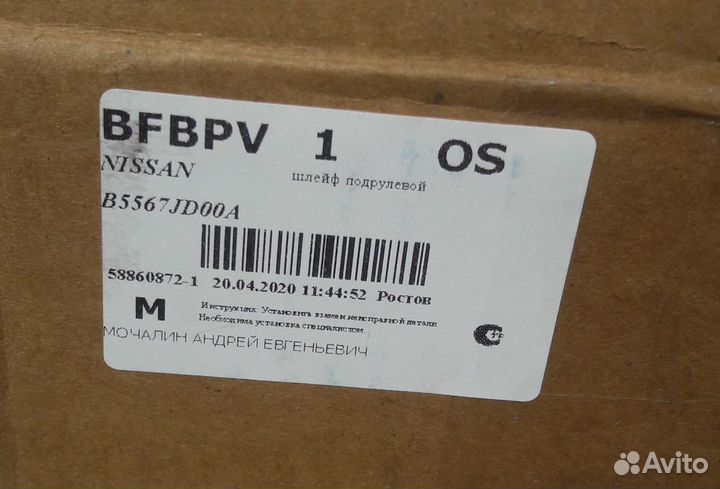 BFBPV 1 OS
NISSAN
шлейф подрулевой
B5567JD00A
58860872-1 20.04.2020 11:44:52 Ростов
M
Инструкция: Установить взамен неисправной детали
Необходима установка специалистом.
МОЧАЛИН АНДРЕЙ ЕВГЕНЬЕВИЧ
Avito